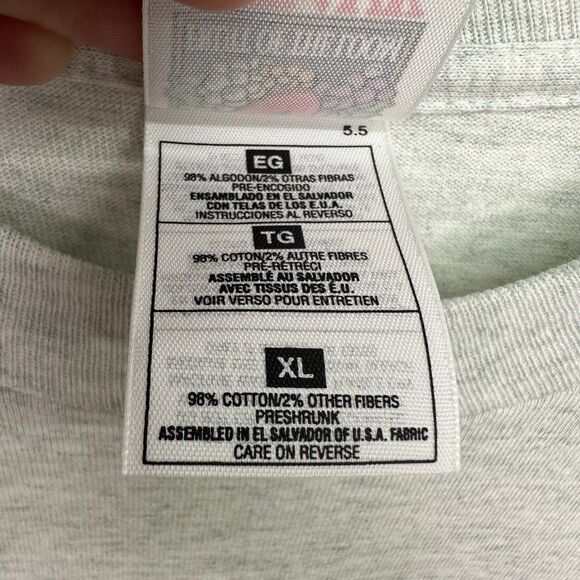 5.5
EG
98% ALGODON/2% OTRAS FIBRAS
PRE-ENCOGIDO
ENSAMBLADO EN EL SALVADOR
CON TELAS DE LOS E.U.A.
INSTRUCCIONES AL REVERSO
TG
98% COTON/2% AUTRE FIBRES
PRÉ-RÉTRÉCI
ASSEMBLÉ AU SALVADOR
AVEC TISSUS DES É.U.
VOIR VERSO POUR ENTRETIEN
XL
98% COTTON/2% OTHER FIBERS
PRESHRUNK
ASSEMBLED IN EL SALVADOR OF U.S.A. FABRIC
CARE ON REVERSE